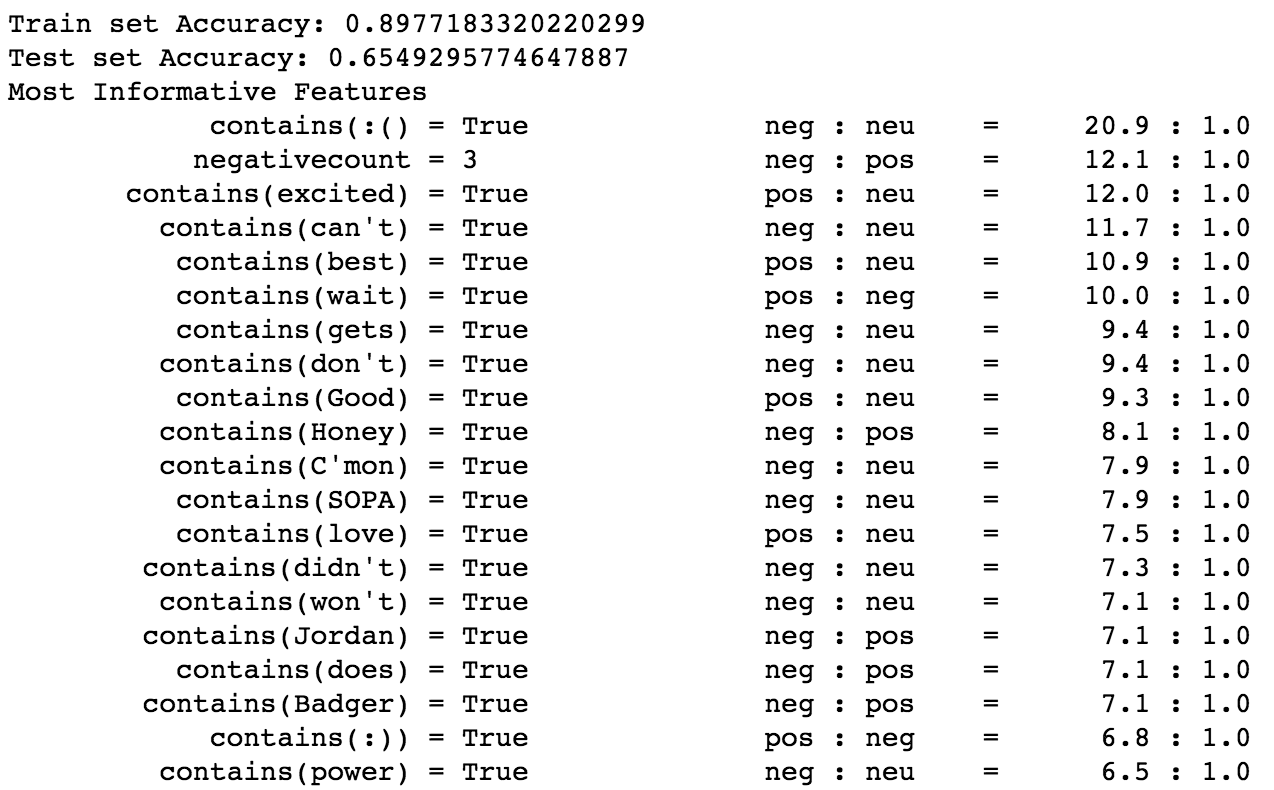 Train set Accuracy: 0.8977183320220299
Test set Accuracy: 0.6549295774647887
Most Informative Features
contains(:() = True neg : neu = 20.9 : 1.0
negativecount = 3 neg : pos = 12.1 : 1.0
contains(excited) = True pos : neu = 12.0 : 1.0
contains(can't) = True neg : neu = 11.7 : 1.0
contains(best) = True pos : neu = 10.9 : 1.0
contains(wait) = True pos : neg = 10.0 : 1.0
contains(gets) = True neg : neu = 9.4 : 1.0
contains(don't) = True neg : neu = 9.4 : 1.0
contains(Good) = True pos : neu = 9.3 : 1.0
contains(Honey) = True neg : pos = 8.1 : 1.0
contains(C'mon) = True neg : neu = 7.9 : 1.0
contains(SOPA) = True neg : neu = 7.9 : 1.0
contains(love) = True pos : neu = 7.5 : 1.0
contains(didn't) = True neg : neu = 7.3 : 1.0
contains(won't) = True neg : neu = 7.1 : 1.0
contains(Jordan) = True neg : pos = 7.1 : 1.0
contains(does) = True neg : pos = 7.1 : 1.0
contains(Badger) = True neg : pos = 7.1 : 1.0
contains(:)) = True pos : neg = 6.8 : 1.0
contains(power) = True neg : neu = 6.5 : 1.0